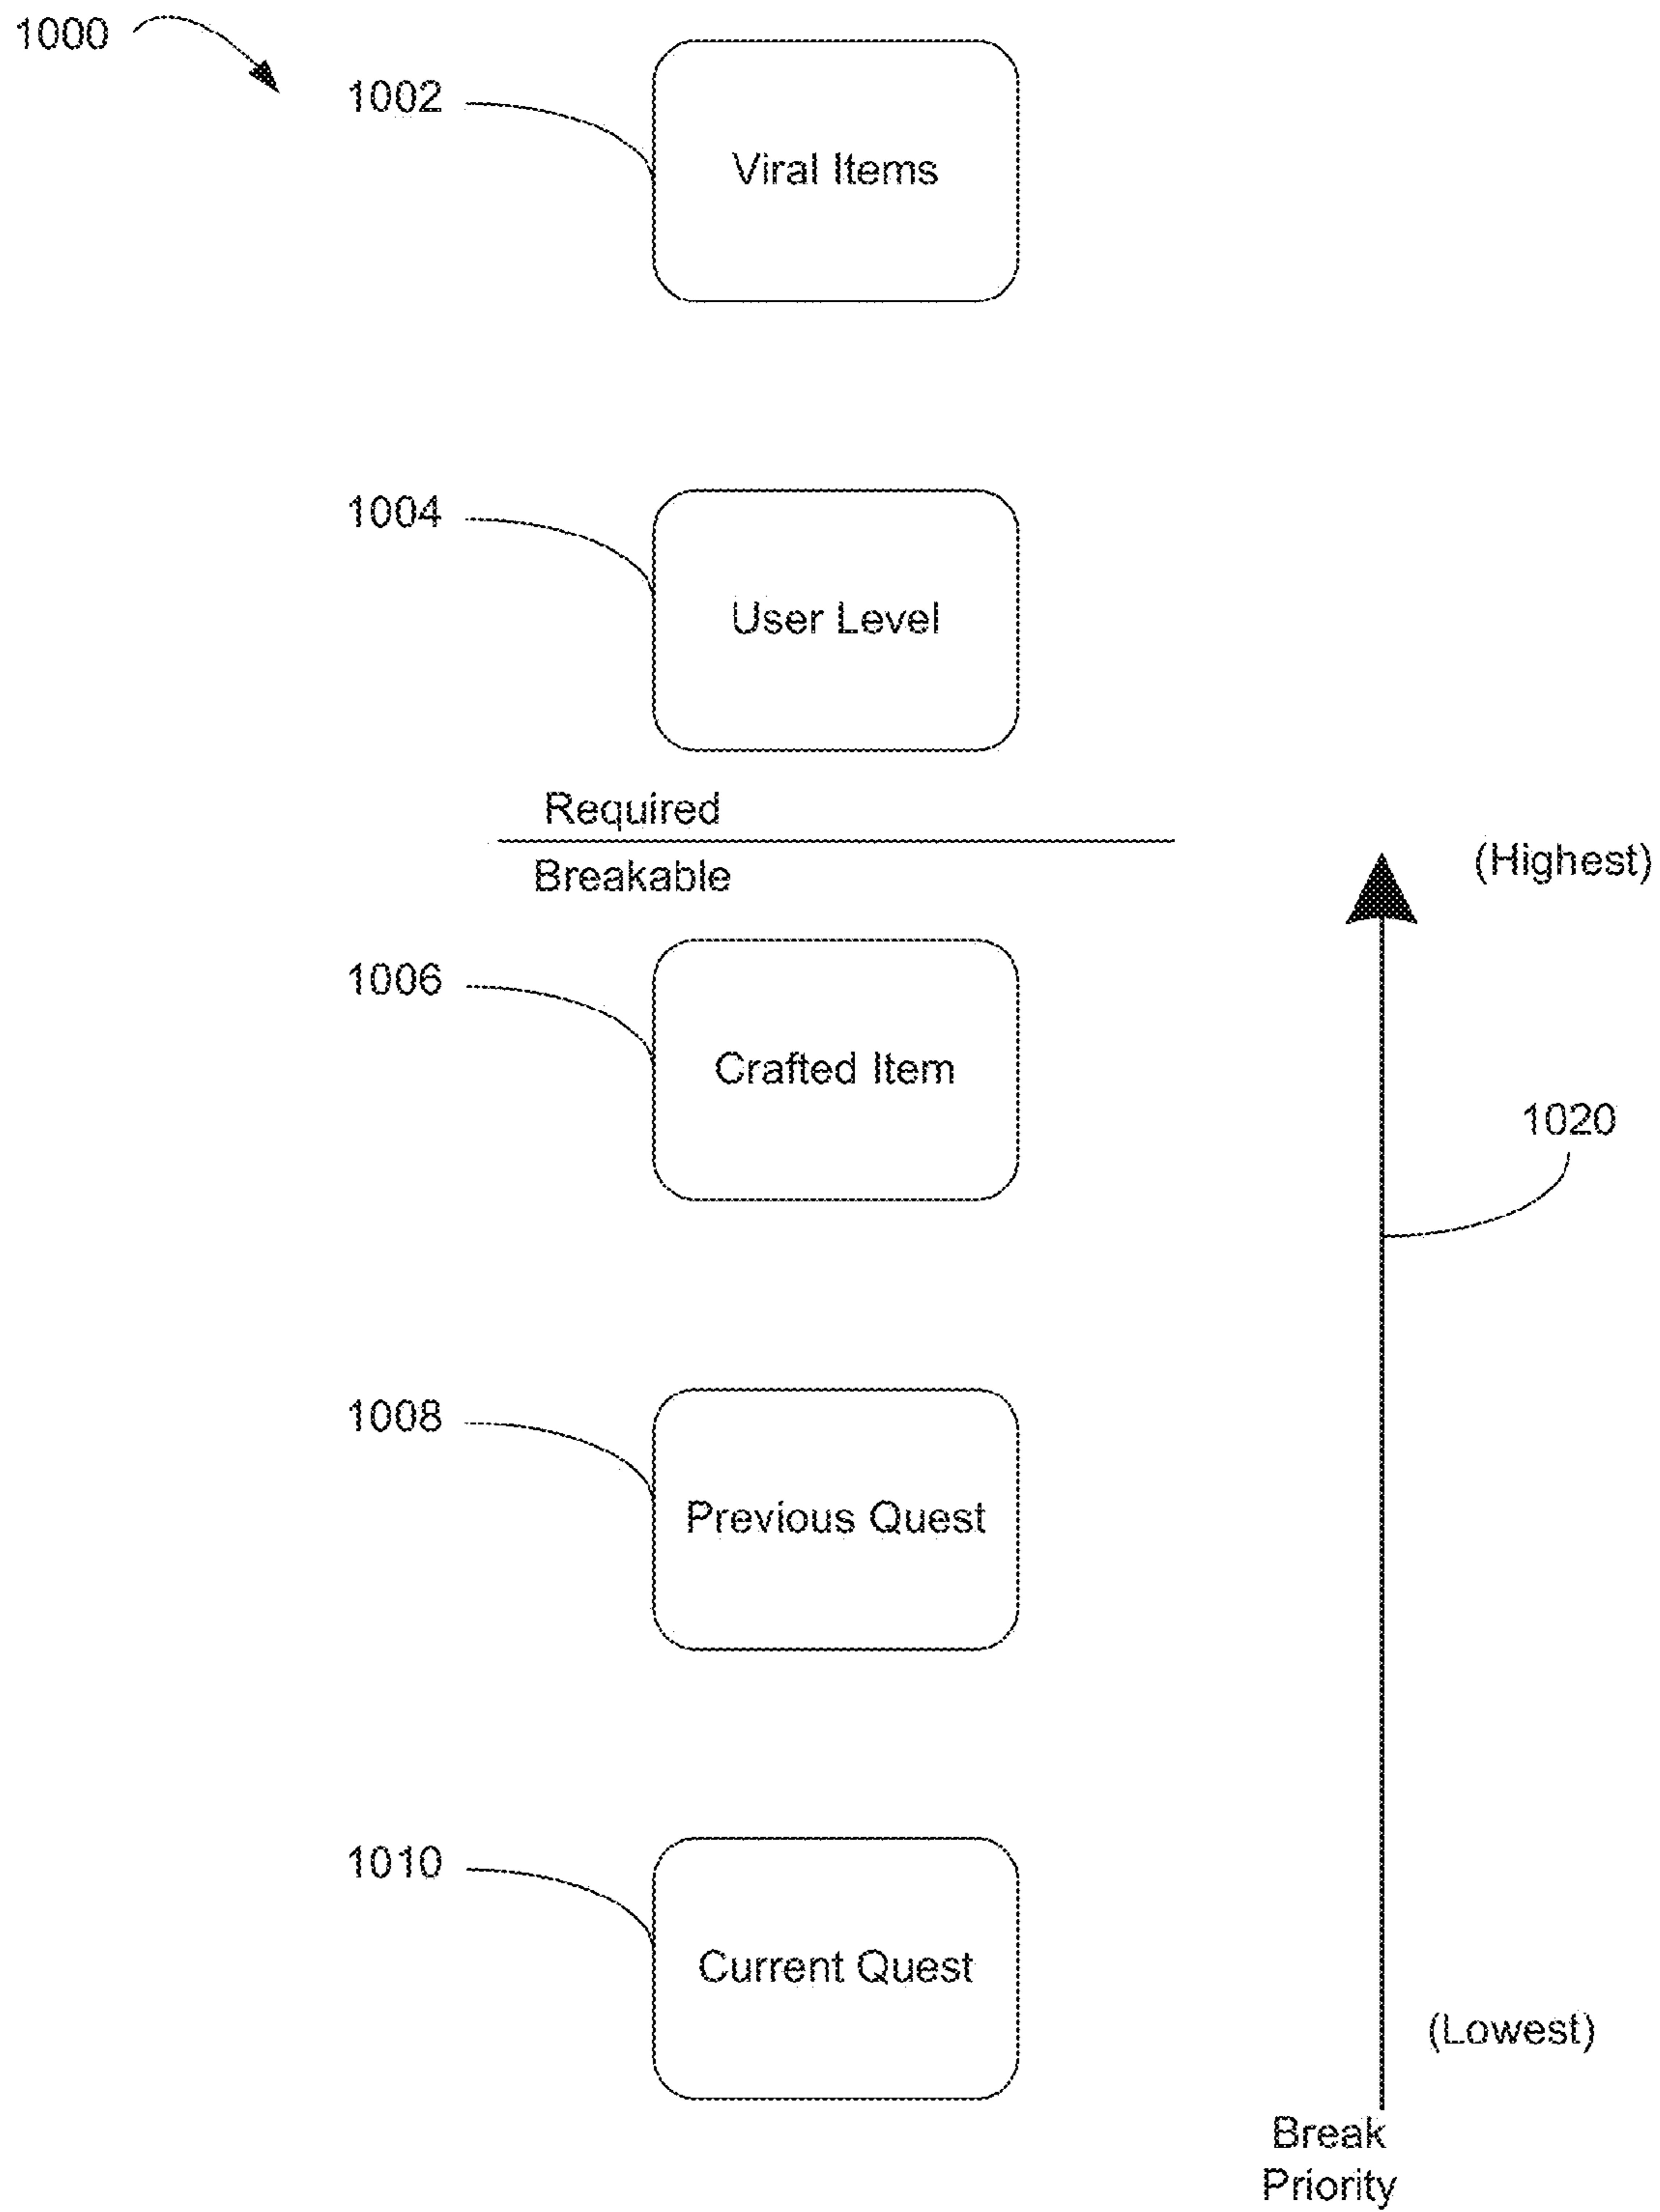 1000
1002
Viral Items
1004
User Level
Required
Breakable
(Highest)
1006
Crafted Item
1020
1008
Previous Quest
1010
Current Quest
(Lowest)
Break
Priority